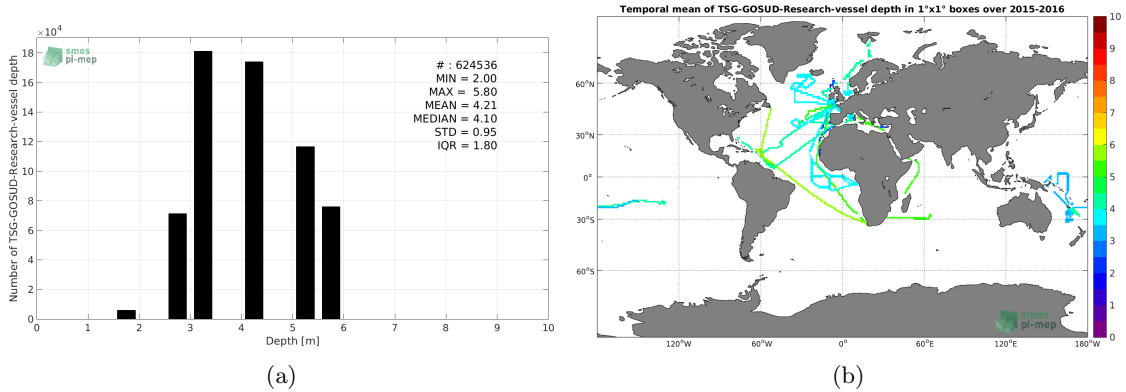 Temporal mean of TSG-GOSUD-Research-vessel depth in 1°x1° boxes over 2015-2016
×10⁴
smos
pi-mep
# : 624536
MIN = 2.00
MAX = 5.80
MEAN = 4.21
MEDIAN = 4.10
STD = 0.95
IQR = 1.80
Number of TSG-GOSUD-Research-vessel depth
18
16
14
12
10
8
6
4
2
0
0 1 2 3 4 5 6 7 8 9 10
Depth [m]
(a)
60°N
30°N
0°
30°S
60°S
120°W 60°W 0° 60°E 120°E 180°W
smos
pi-mep
10
9
8
7
6
5
4
3
2
1
0
(b)